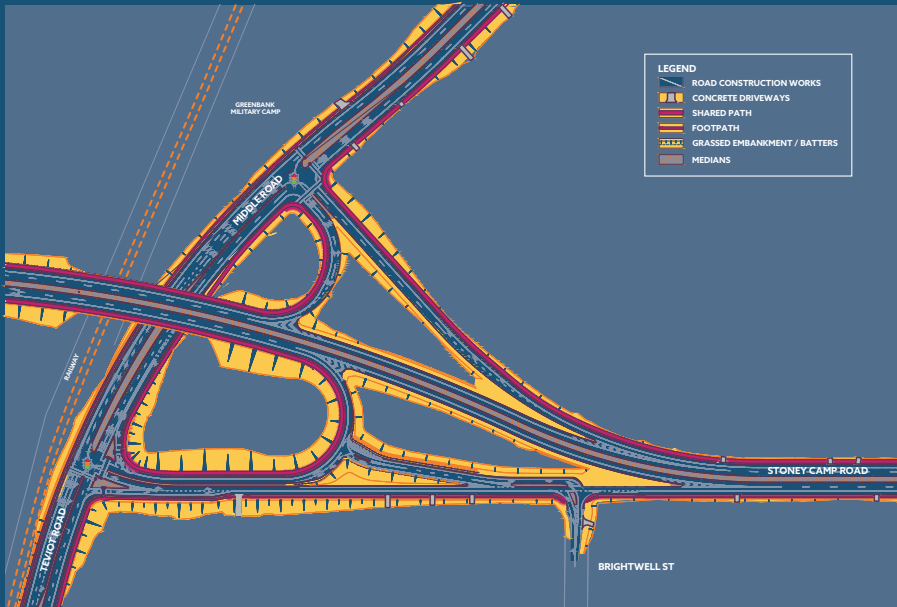 GREENBANK
MILITARY CAMP
LEGEND
ROAD CONSTRUCTION WORKS
CONCRETE DRIVEWAYS
SHARED PATH
FOOTPATH
GRASSED EMBANKMENT / BATTERS
MEDIANS
MIDDLE ROAD
RAILWAY
STONEY CAMP ROAD
TEVIOT ROAD
BRIGHTWELL ST